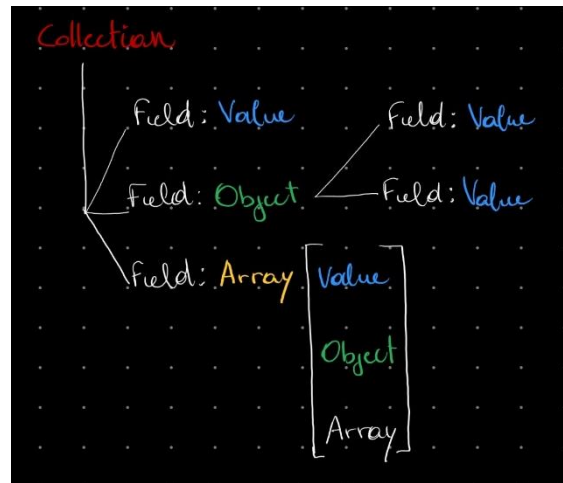 Collection
Field: Value
Field: Value
Field: Object
Field: Value
Field: Array
Value
Object
Array